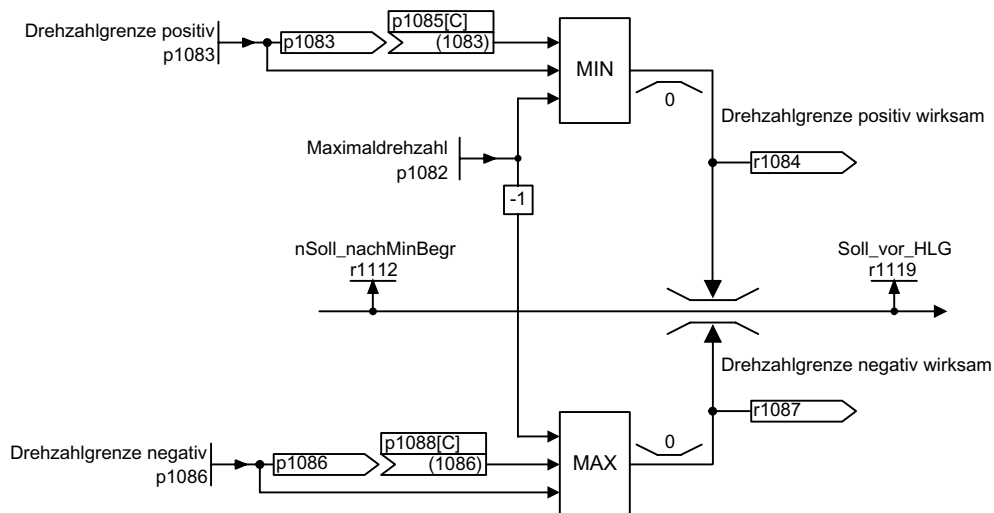 Drehzahlgrenze positiv
p1083
p1083
p1085[C]
(1083)
MIN
0
Drehzahlgrenze positiv wirksam
r1084
Maximaldrehzahl
p1082
-1
nSoll_nachMinBegr
r1112
Soll_vor_HLG
r1119
Drehzahlgrenze negativ wirksam
r1087
Drehzahlgrenze negativ
p1086
p1086
p1088[C]
(1086)
MAX
0